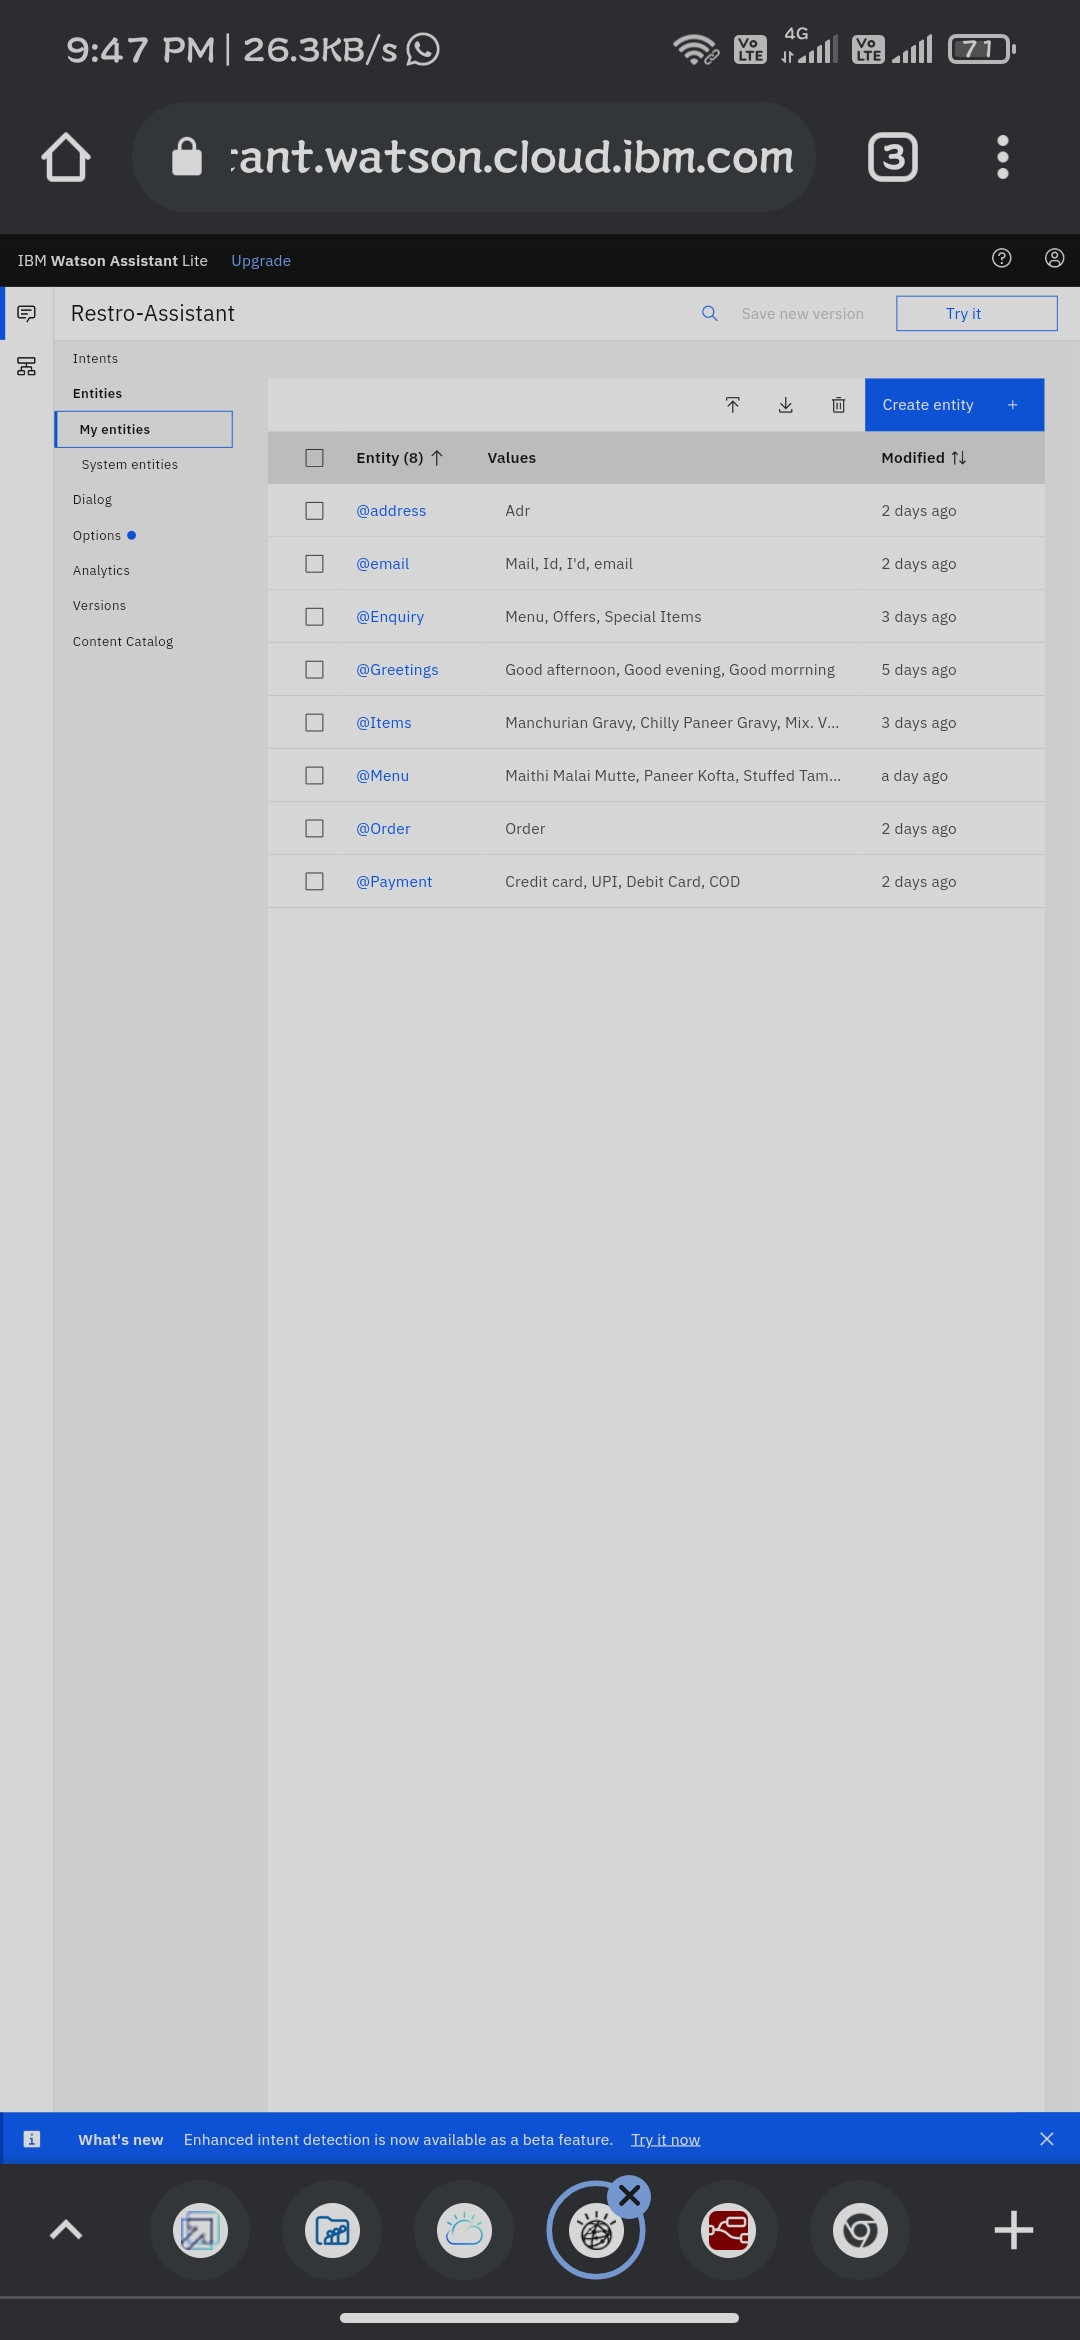 9:47 PM | 26.3KB/s
4G
Vo LTE
Vo LTE
71
ant.watson.cloud.ibm.com
3
IBM Watson Assistant Lite Upgrade
Restro-Assistant Save new version Try it
Intents
Entities
My entities
System entities
Dialog
Options
Analytics
Versions
Content Catalog
Create entity +
Entity (8) Values Modified
@address Adr 2 days ago
@email Mail, Id, I'd, email 2 days ago
@Enquiry Menu, Offers, Special Items 3 days ago
@Greetings Good afternoon, Good evening, Good morrning 5 days ago
@Items Manchurian Gravy, Chilly Paneer Gravy, Mix. V... 3 days ago
@Menu Maithi Malai Mutte, Paneer Kofta, Stuffed Tam... a day ago
@Order Order 2 days ago
@Payment Credit card, UPI, Debit Card, COD 2 days ago
What's new Enhanced intent detection is now available as a beta feature. Try it now